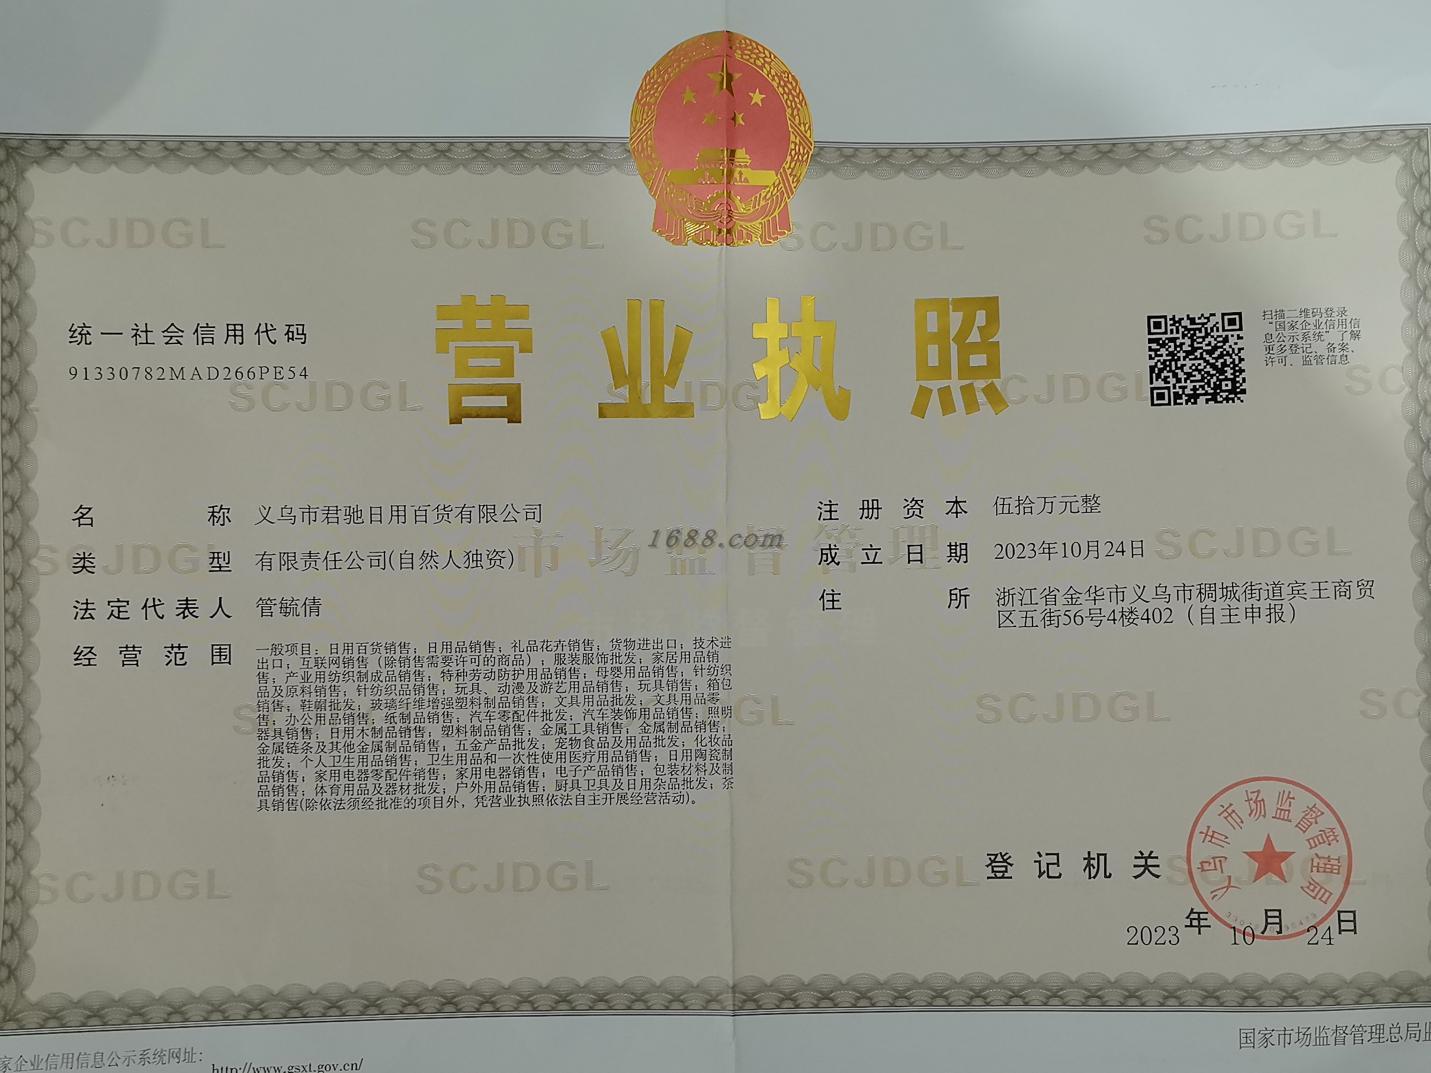 SCJDGL SCJDGL SCJDGL SCJDGL
营业执照
统一社会信用代码
91330782MAD266PE54
扫描二维码登录
“国家企业信用信
息公示系统”了解
更多登记、备案、
许可、监管信息
SCJDGL SCJDGL SCJDGL
名称 义乌市君驰日用百货有限公司
类型 有限责任公司(自然人独资)
法定代表人 管毓倩
经营范围 一般项目：日用百货销售；日用品销售；礼品花卉销售；货物进出口；技术进
出口；互联网销售（除销售需要许可的商品）；服装服饰批发；家居用品销
售；产业用纺织制成品销售；特种劳动防护用品销售；母婴用品销售；针纺织
品及原料销售；针纺织品销售；玩具、动漫及游艺用品销售；玩具销售；箱包
销售；鞋帽批发；玻璃纤维增强塑料制品销售；文具用品批发；文具用品零
售；办公用品销售；纸制品销售；汽车零配件批发；汽车装饰用品销售；照明
器具销售；日用木制品销售；塑料制品销售；金属工具销售；金属制品销售；
金属链条及其他金属制品销售；五金产品批发；宠物食品及用品批发；化妆品
批发；个人卫生用品销售；卫生用品和一次性使用医疗用品销售；日用陶瓷制
品销售；家用电器零配件销售；家用电器销售；电子产品销售；包装材料及制
品销售；体育用品及器材批发；户外用品销售；厨具卫具及日用杂品批发；茶
具销售(除依法须经批准的项目外，凭营业执照依法自主开展经营活动)。
注册资本 伍拾万元整
成立日期 2023年10月24日
住所 浙江省金华市义乌市稠城街道宾王商贸
区五街56号4楼402（自主申报）
1688.com
市场监督管理
SCJDGL SCJDGL
SCJDGL
登记机关
义乌市市场监督管理局
2023年10月24日
SCJDGL SCJDGL SCJDGL SCJDGL
家企业信用信息公示系统网址：
http://www.gsxt.gov.cn/
国家市场监督管理总局监